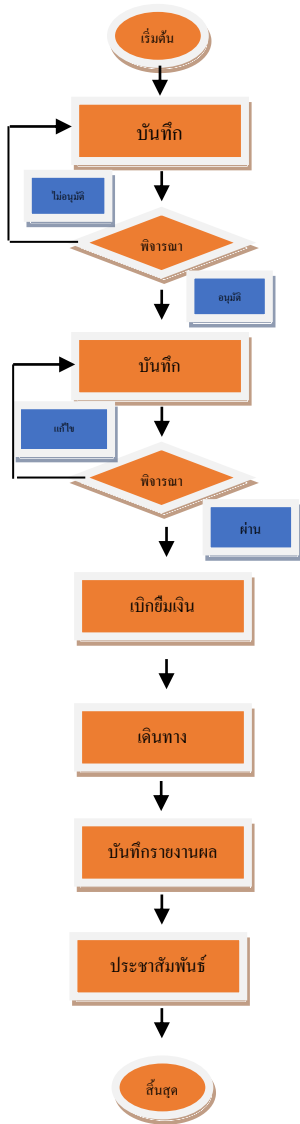 เริ่มต้น
บันทึก
ไม่อนุมัติ
พิจารณา
อนุมัติ
บันทึก
แก้ไข
พิจารณา
ผ่าน
เบิกยืมเงิน
เดินทาง
บันทึกรายงานผล
ประชาสัมพันธ์
สิ้นสุด